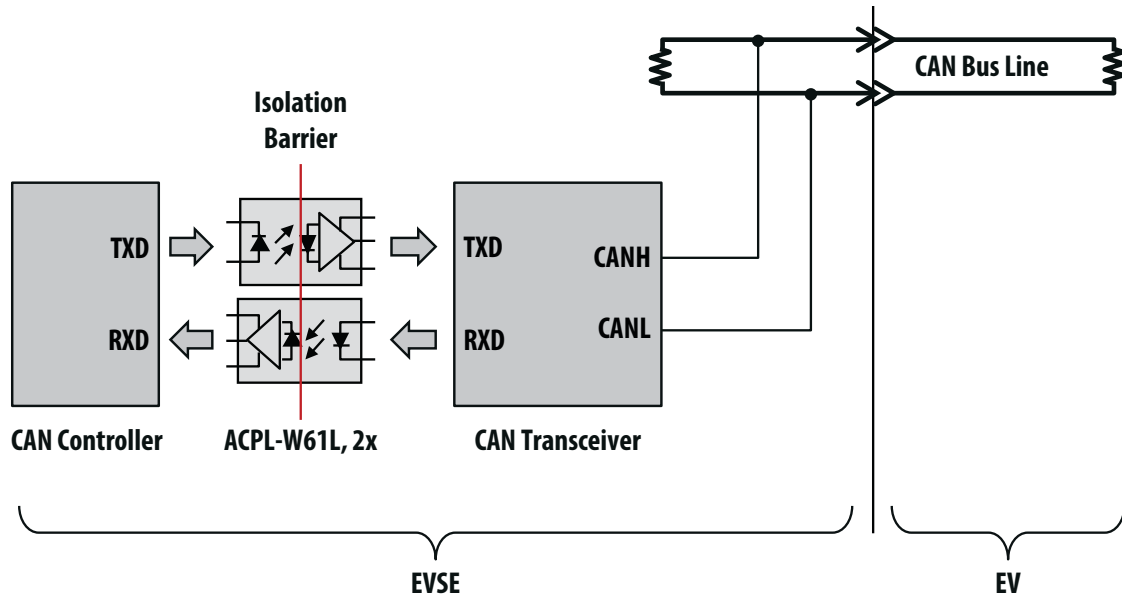 CAN Bus Line
Isolation
Barrier
TXD
TXD
CANH
RXD
RXD
CANL
CAN Controller
ACPL-W61L, 2x
CAN Transceiver
EVSE
EV